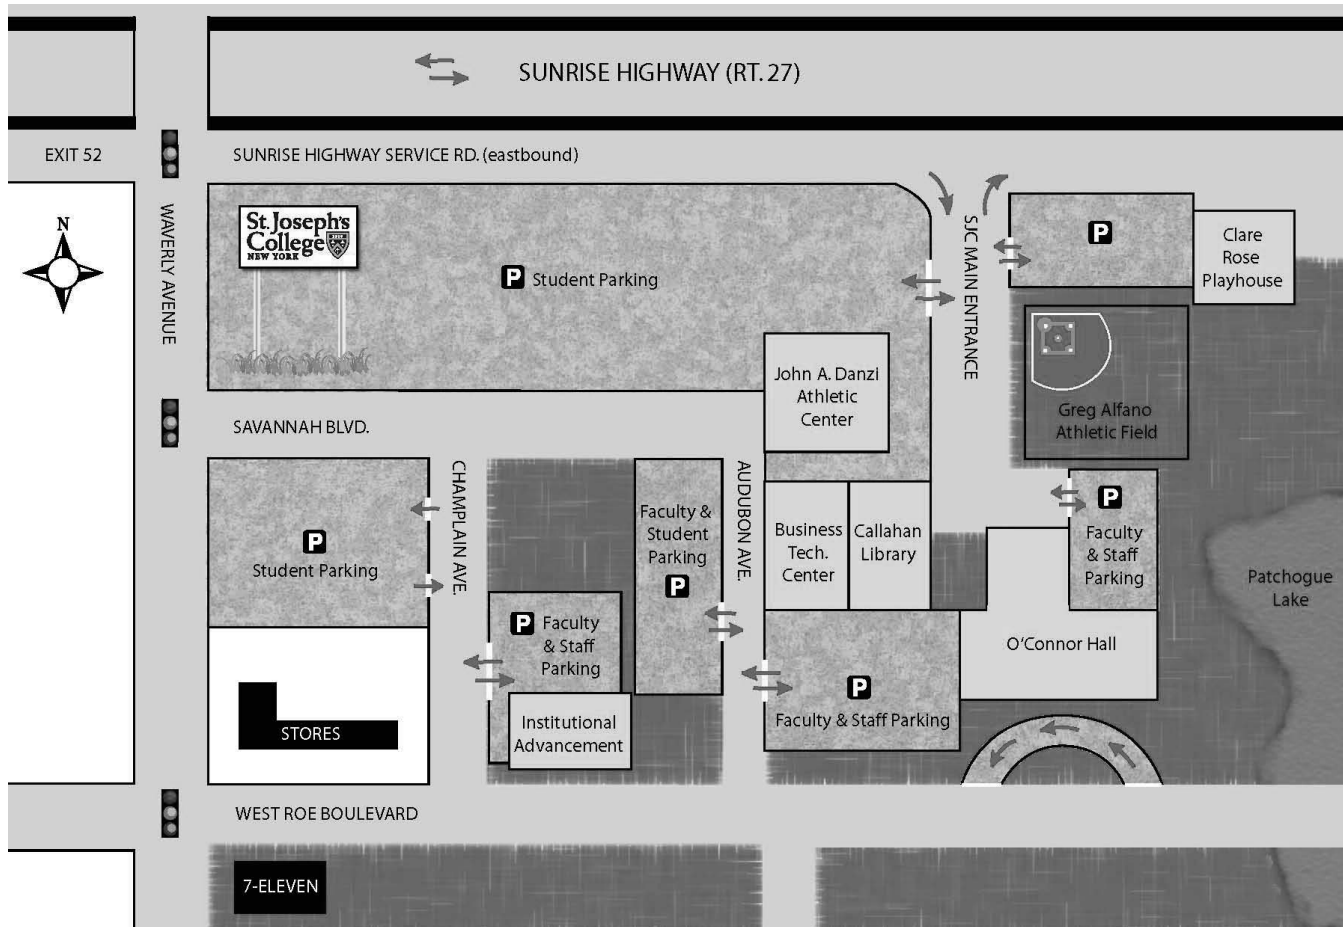 SUNRISE HIGHWAY (RT. 27)
EXIT 52
SUNRISE HIGHWAY SERVICE RD. (eastbound)
N
WAVERLY AVENUE
St. Joseph's
College
NEW YORK
P Student Parking
SJC MAIN ENTRANCE
P
Clare
Rose
Playhouse
John A. Danzi
Athletic
Center
Greg Alfano
Athletic Field
SAVANNAH BLVD.
P
Student Parking
CHAMPLAIN AVE.
Faculty &
Student
Parking
P
AUDUBON AVE.
Business
Tech.
Center
Callahan
Library
P
Faculty
& Staff
Parking
Patchogue
Lake
P Faculty
& Staff
Parking
O'Connor Hall
P
Faculty & Staff Parking
Institutional
Advancement
STORES
WEST ROE BOULEVARD
7-ELEVEN